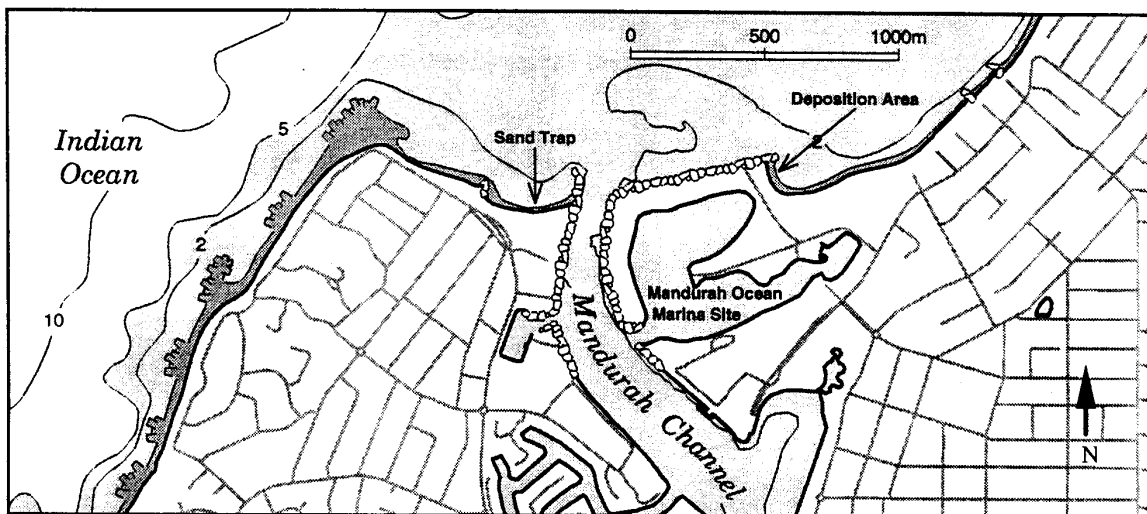 0 500 1000m
Deposition Area
5
Indian
Ocean
Sand Trap
2
2
Mandurah Ocean
Marina Site
10
Mandurah Channel
N